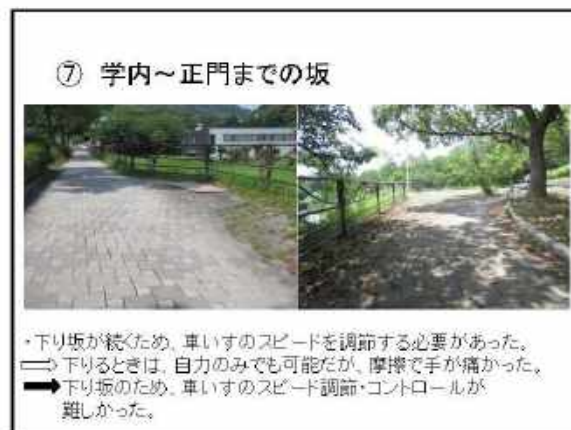 ⑦ 学内～正門までの坂
・下り坂が続くため、車いすのスピードを調節する必要があった。
⇨下りるときは、自力のみでも可能だが、摩擦で手が痛かった。
➡下り坂のため、車いすのスピード調節・コントロールが
難しかった。